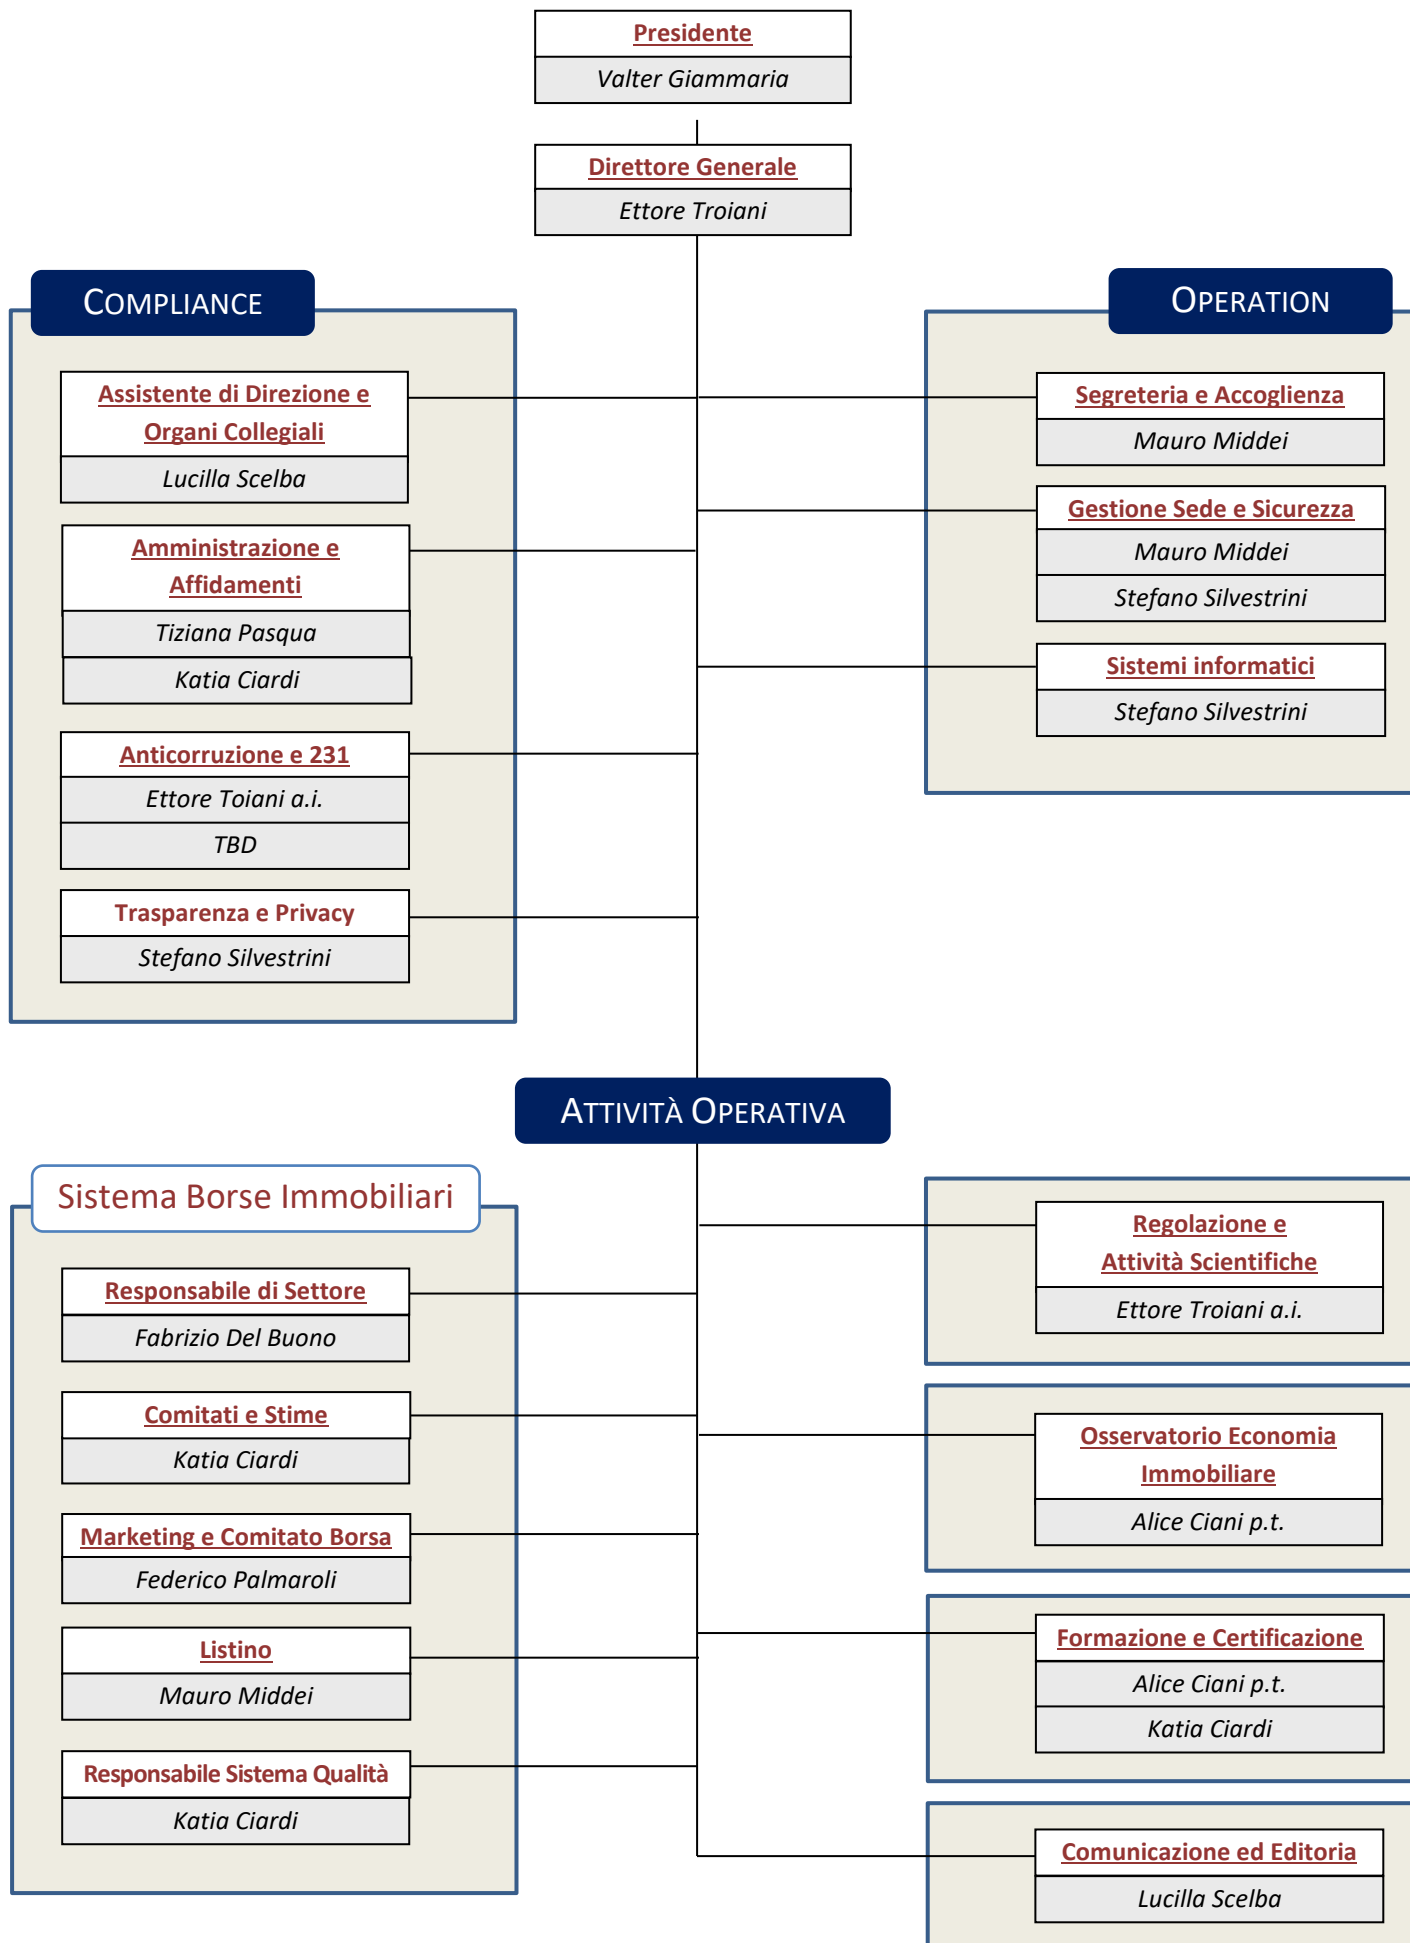 Presidente
Valter Giammaria
Direttore Generale
Ettore Troiani
COMPLIANCE
Assistente di Direzione e
Organi Collegiali
Lucilla Scelba
Amministrazione e
Affidamenti
Tiziana Pasqua
Katia Ciardi
Anticorruzione e 231
Ettore Toiani a.i.
TBD
Trasparenza e Privacy
Stefano Silvestrini
OPERATION
Segreteria e Accoglienza
Mauro Middei
Gestione Sede e Sicurezza
Mauro Middei
Stefano Silvestrini
Sistemi informatici
Stefano Silvestrini
ATTIVITÀ OPERATIVA
Sistema Borse Immobiliari
Responsabile di Settore
Fabrizio Del Buono
Comitati e Stime
Katia Ciardi
Marketing e Comitato Borsa
Federico Palmaroli
Listino
Mauro Middei
Responsabile Sistema Qualità
Katia Ciardi
Regolazione e
Attività Scientifiche
Ettore Troiani a.i.
Osservatorio Economia
Immobiliare
Alice Ciani p.t.
Formazione e Certificazione
Alice Ciani p.t.
Katia Ciardi
Comunicazione ed Editoria
Lucilla Scelba